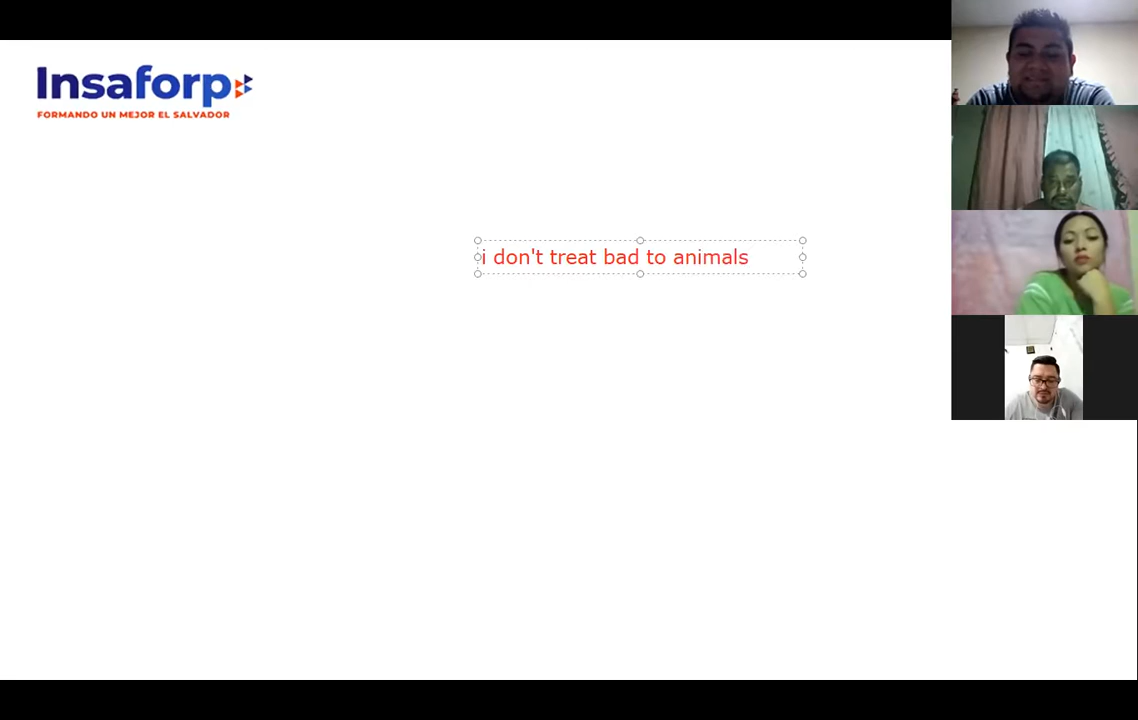 Insaforp
FORMANDO UN MEJOR EL SALVADOR
i don't treat bad to animals